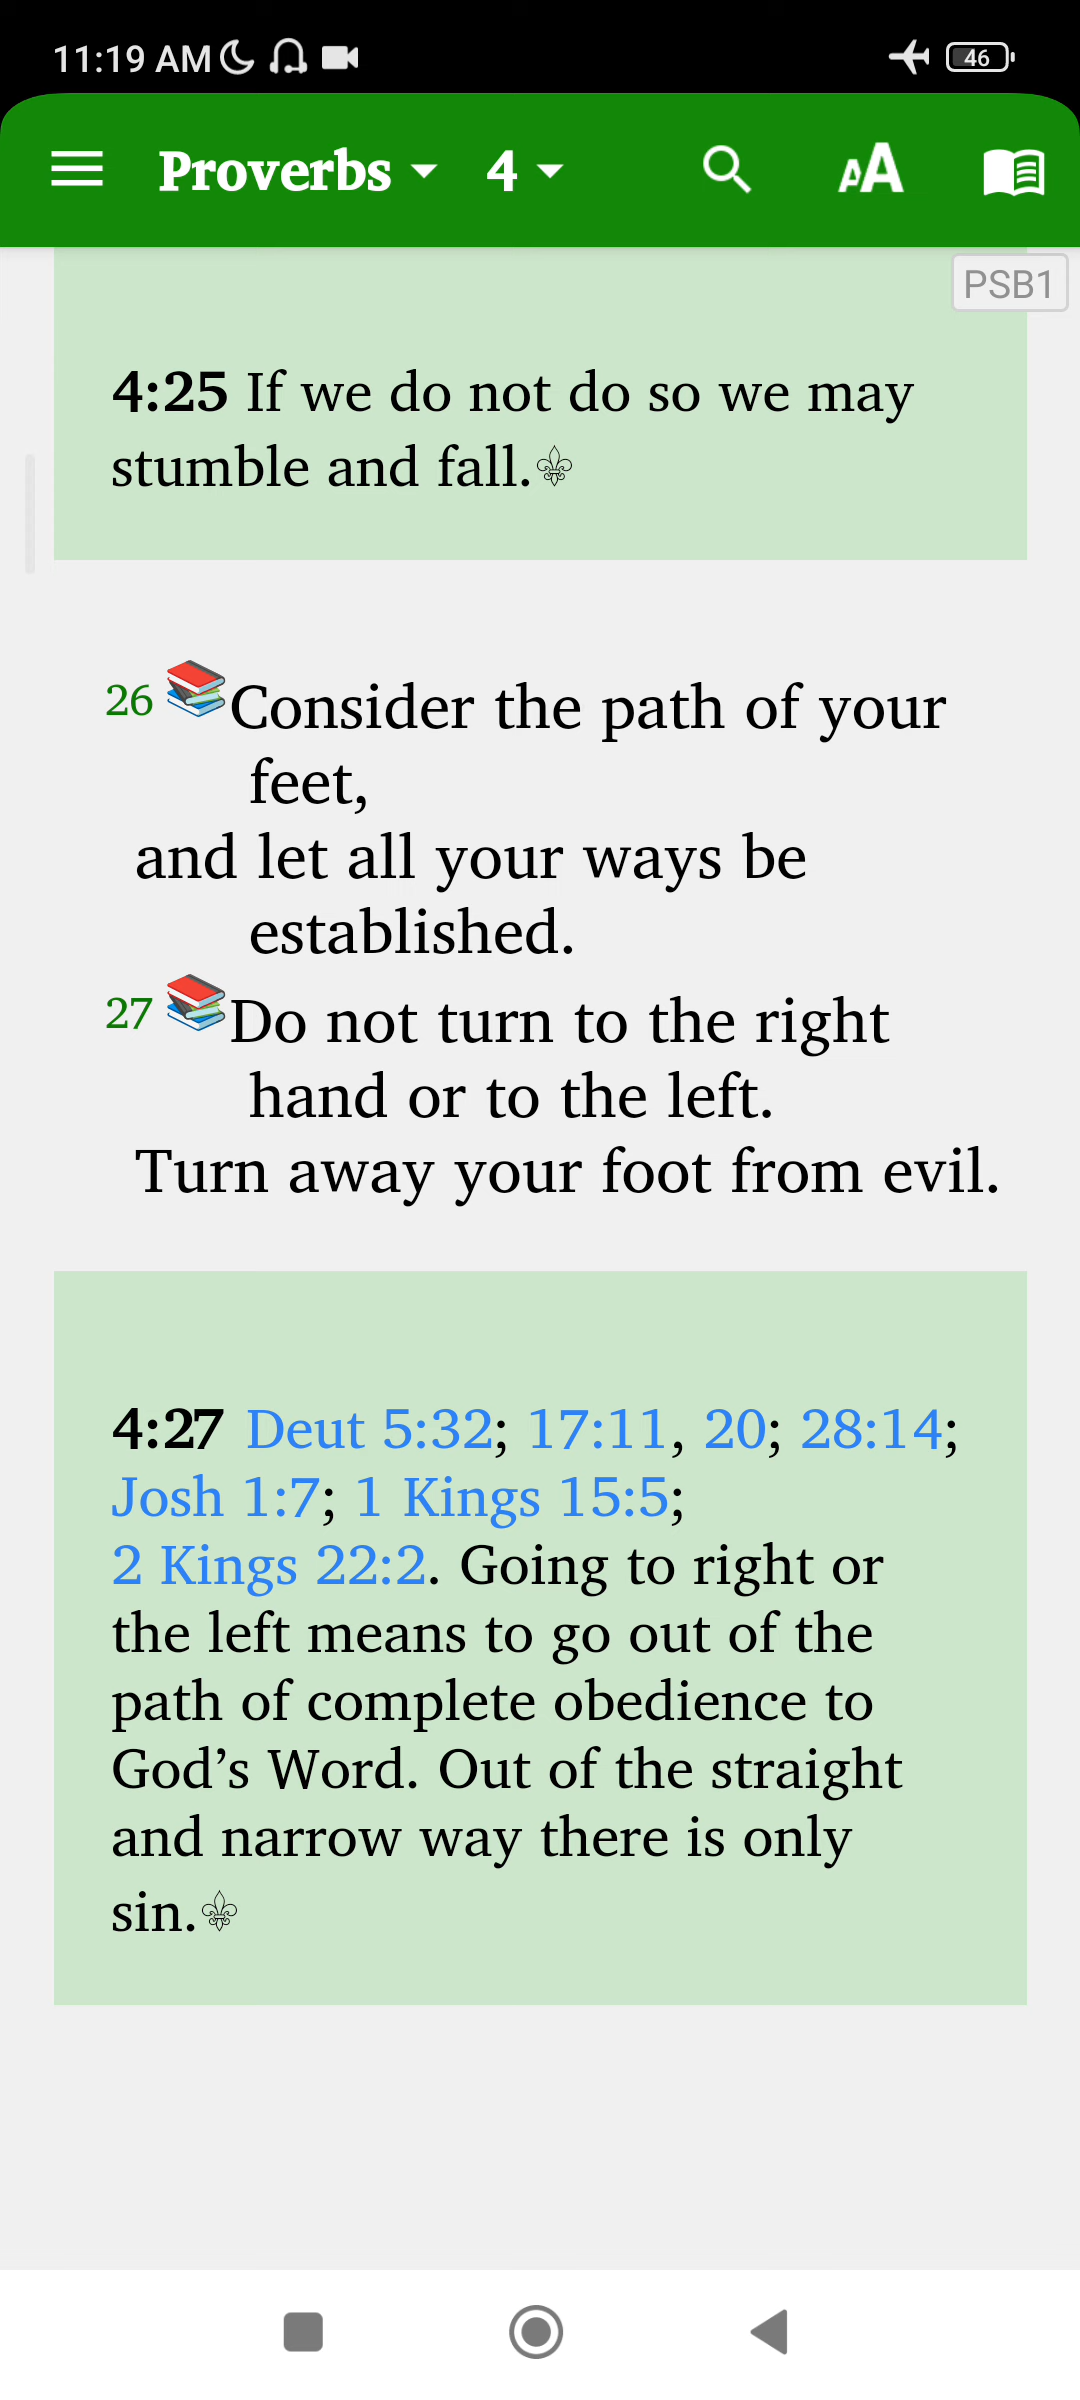 11:19 AM
46
Proverbs 4
AA
PSB1
4:25 If we do not do so we may
stumble and fall.⚜
26 📚Consider the path of your
feet,
and let all your ways be
established.
27 📚Do not turn to the right
hand or to the left.
Turn away your foot from evil.
4:27 Deut 5:32; 17:11, 20; 28:14;
Josh 1:7; 1 Kings 15:5;
2 Kings 22:2. Going to right or
the left means to go out of the
path of complete obedience to
God’s Word. Out of the straight
and narrow way there is only
sin.⚜